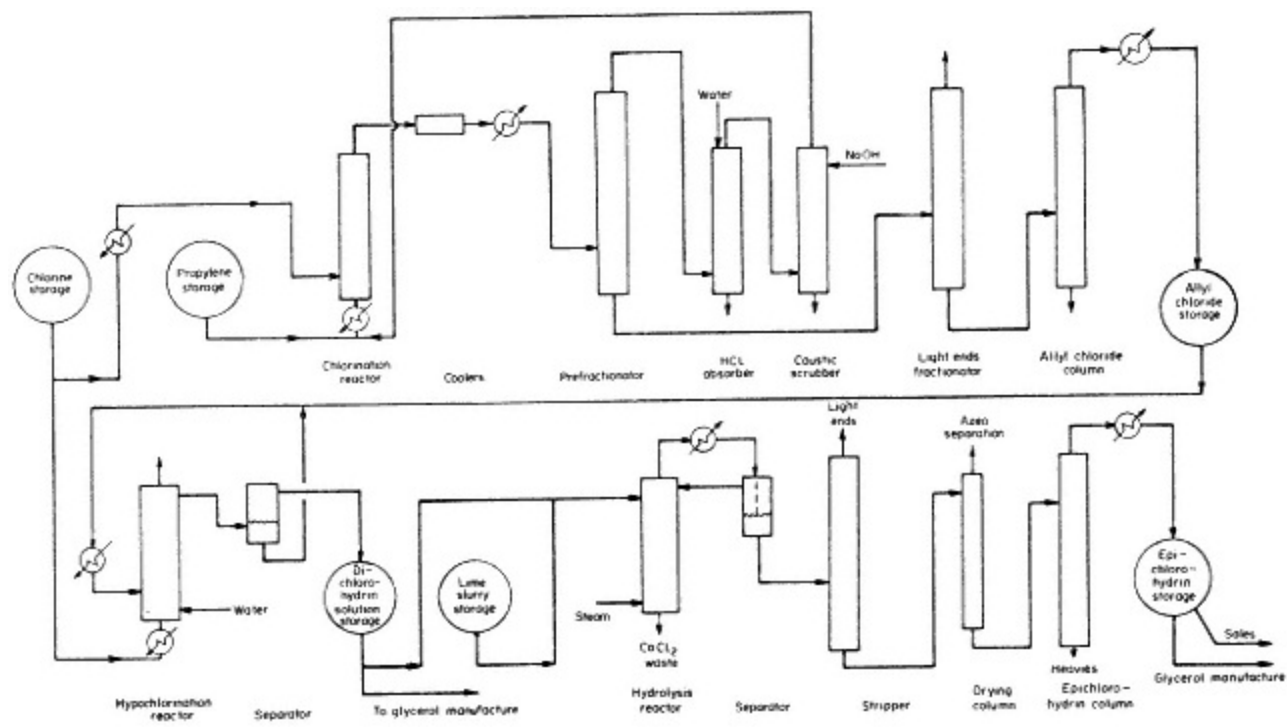 Water
NaOH
Chlorine
storage
Propylene
storage
Allyl
chloride
storage
Chlorination
reactor
Coolers
Prefractionator
HCL
absorber
Caustic
scrubber
Light ends
fractionator
Allyl chloride
column
Light
ends
Azeo
separation
Di-
chloro-
hydrin
solution
storage
Lime
slurry
storage
Epi-
chloro-
hydrin
storage
Water
Steam
CaCl2
waste
Heavies
Sales
Glycerol manufacture
Hypochlorination
reactor
Separator
To glycerol manufacture
Hydrolysis
reactor
Separator
Stripper
Drying
column
Epichloro-
hydrin column